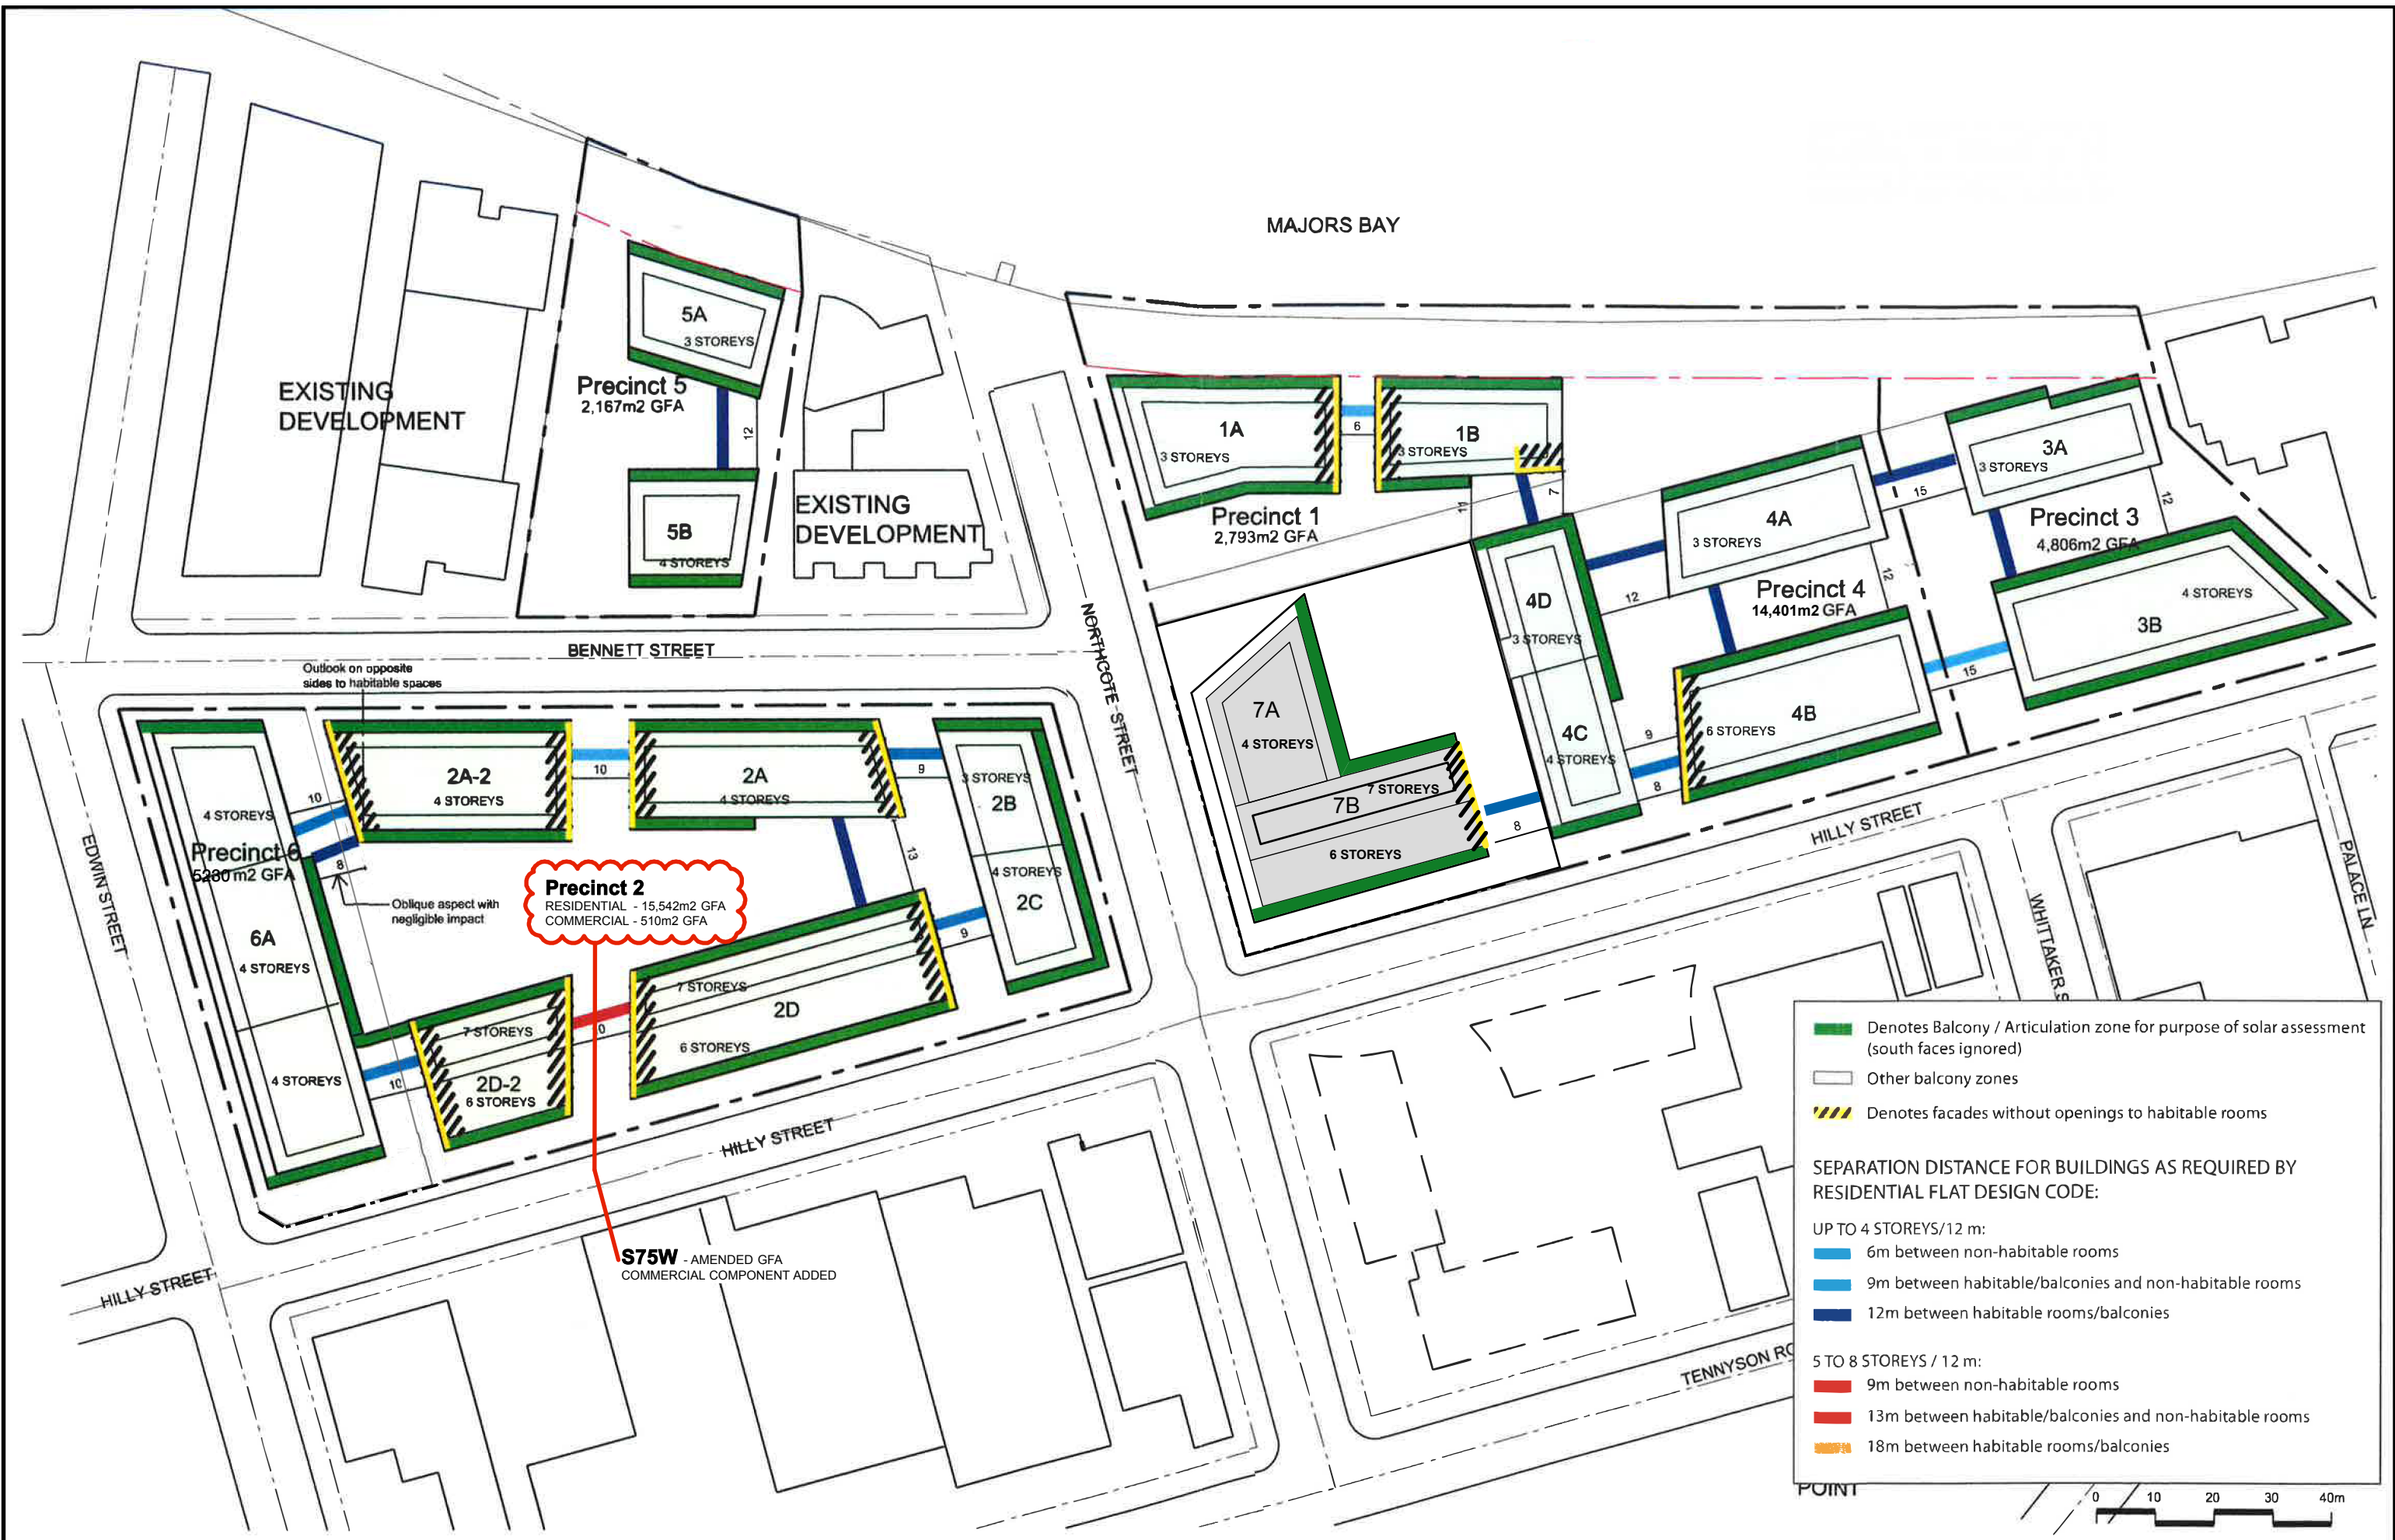 MAJORS BAY
5A
3 STOREYS
Precinct 5
2,167m2 GFA
12
EXISTING
DEVELOPMENT
5B
4 STOREYS
EXISTING
DEVELOPMENT
1A
3 STOREYS
6
1B
3 STOREYS
11
7
Precinct 1
2,793m2 GFA
4A
3 STOREYS
15
3A
3 STOREYS
12
Precinct 3
4,806m2 GFA
4D
3 STOREYS
12
12
Precinct 4
14,401m2 GFA
3B
4 STOREYS
15
4B
6 STOREYS
4C
4 STOREYS
9
8
7A
4 STOREYS
7B
7 STOREYS
6 STOREYS
8
BENNETT STREET
NORTHCOTE STREET
Outlook on opposite
sides to habitable spaces
2A-2
4 STOREYS
10
2A
4 STOREYS
9
3 STOREYS
2B
4 STOREYS
2C
4 STOREYS
10
Precinct 6
5280 m2 GFA
8
Oblique aspect with
negligible impact
6A
4 STOREYS
4 STOREYS
13
9
Precinct 2
RESIDENTIAL - 15,542m2 GFA
COMMERCIAL - 510m2 GFA
7 STOREYS
2D
6 STOREYS
0
7 STOREYS
2D-2
6 STOREYS
10
EDWIN STREET
HILLY STREET
HILLY STREET
HILLY STREET
S75W - AMENDED GFA
COMMERCIAL COMPONENT ADDED
WHITTAKER S
PALACE LN
TENNYSON RO
POINT
Denotes Balcony / Articulation zone for purpose of solar assessment
(south faces ignored)
Other balcony zones
Denotes facades without openings to habitable rooms
SEPARATION DISTANCE FOR BUILDINGS AS REQUIRED BY
RESIDENTIAL FLAT DESIGN CODE:
UP TO 4 STOREYS/12 m:
6m between non-habitable rooms
9m between habitable/balconies and non-habitable rooms
12m between habitable rooms/balconies
5 TO 8 STOREYS / 12 m:
9m between non-habitable rooms
13m between habitable/balconies and non-habitable rooms
18m between habitable rooms/balconies
0 10 20 30 40m